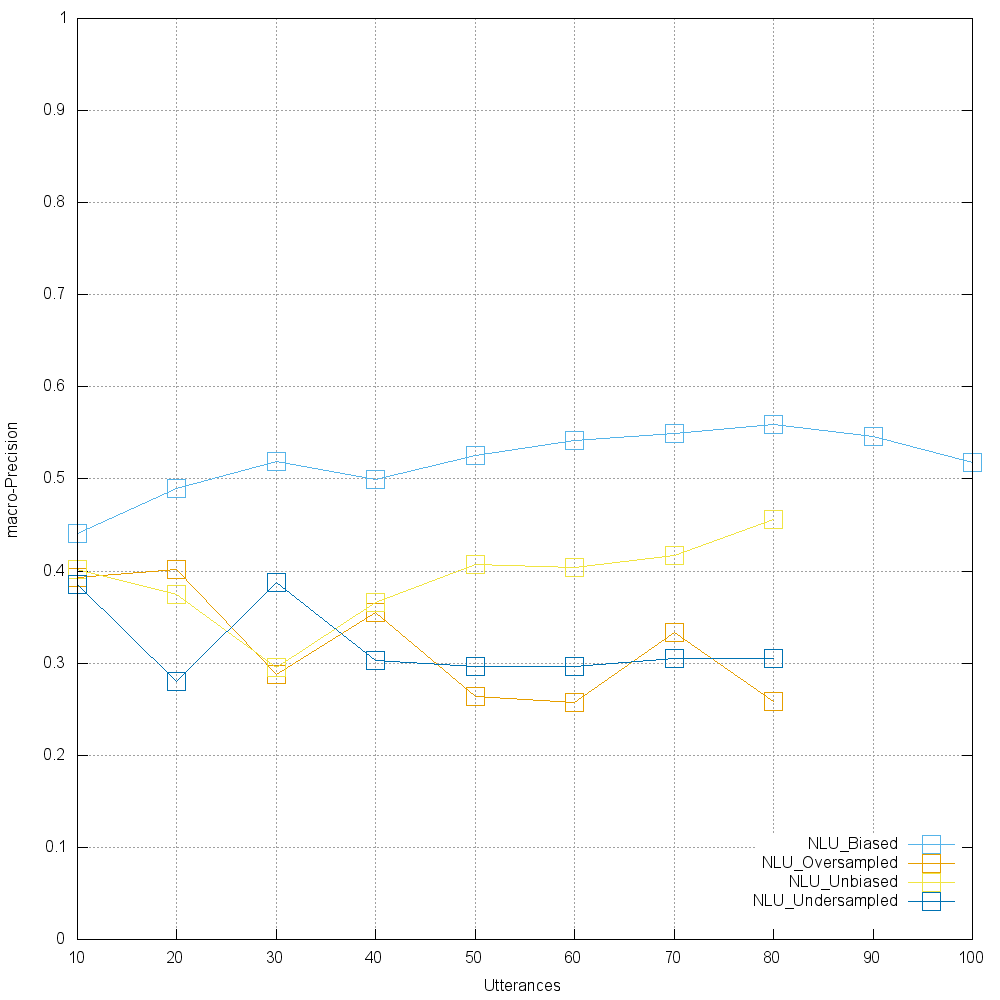 1
0.9
0.8
0.7
0.6
0.5
0.4
0.3
0.2
0.1
0
macro-Precision
NLU_Biased
NLU_Oversampled
NLU_Unbiased
NLU_Undersampled
10 20 30 40 50 60 70 80 90 100
Utterances